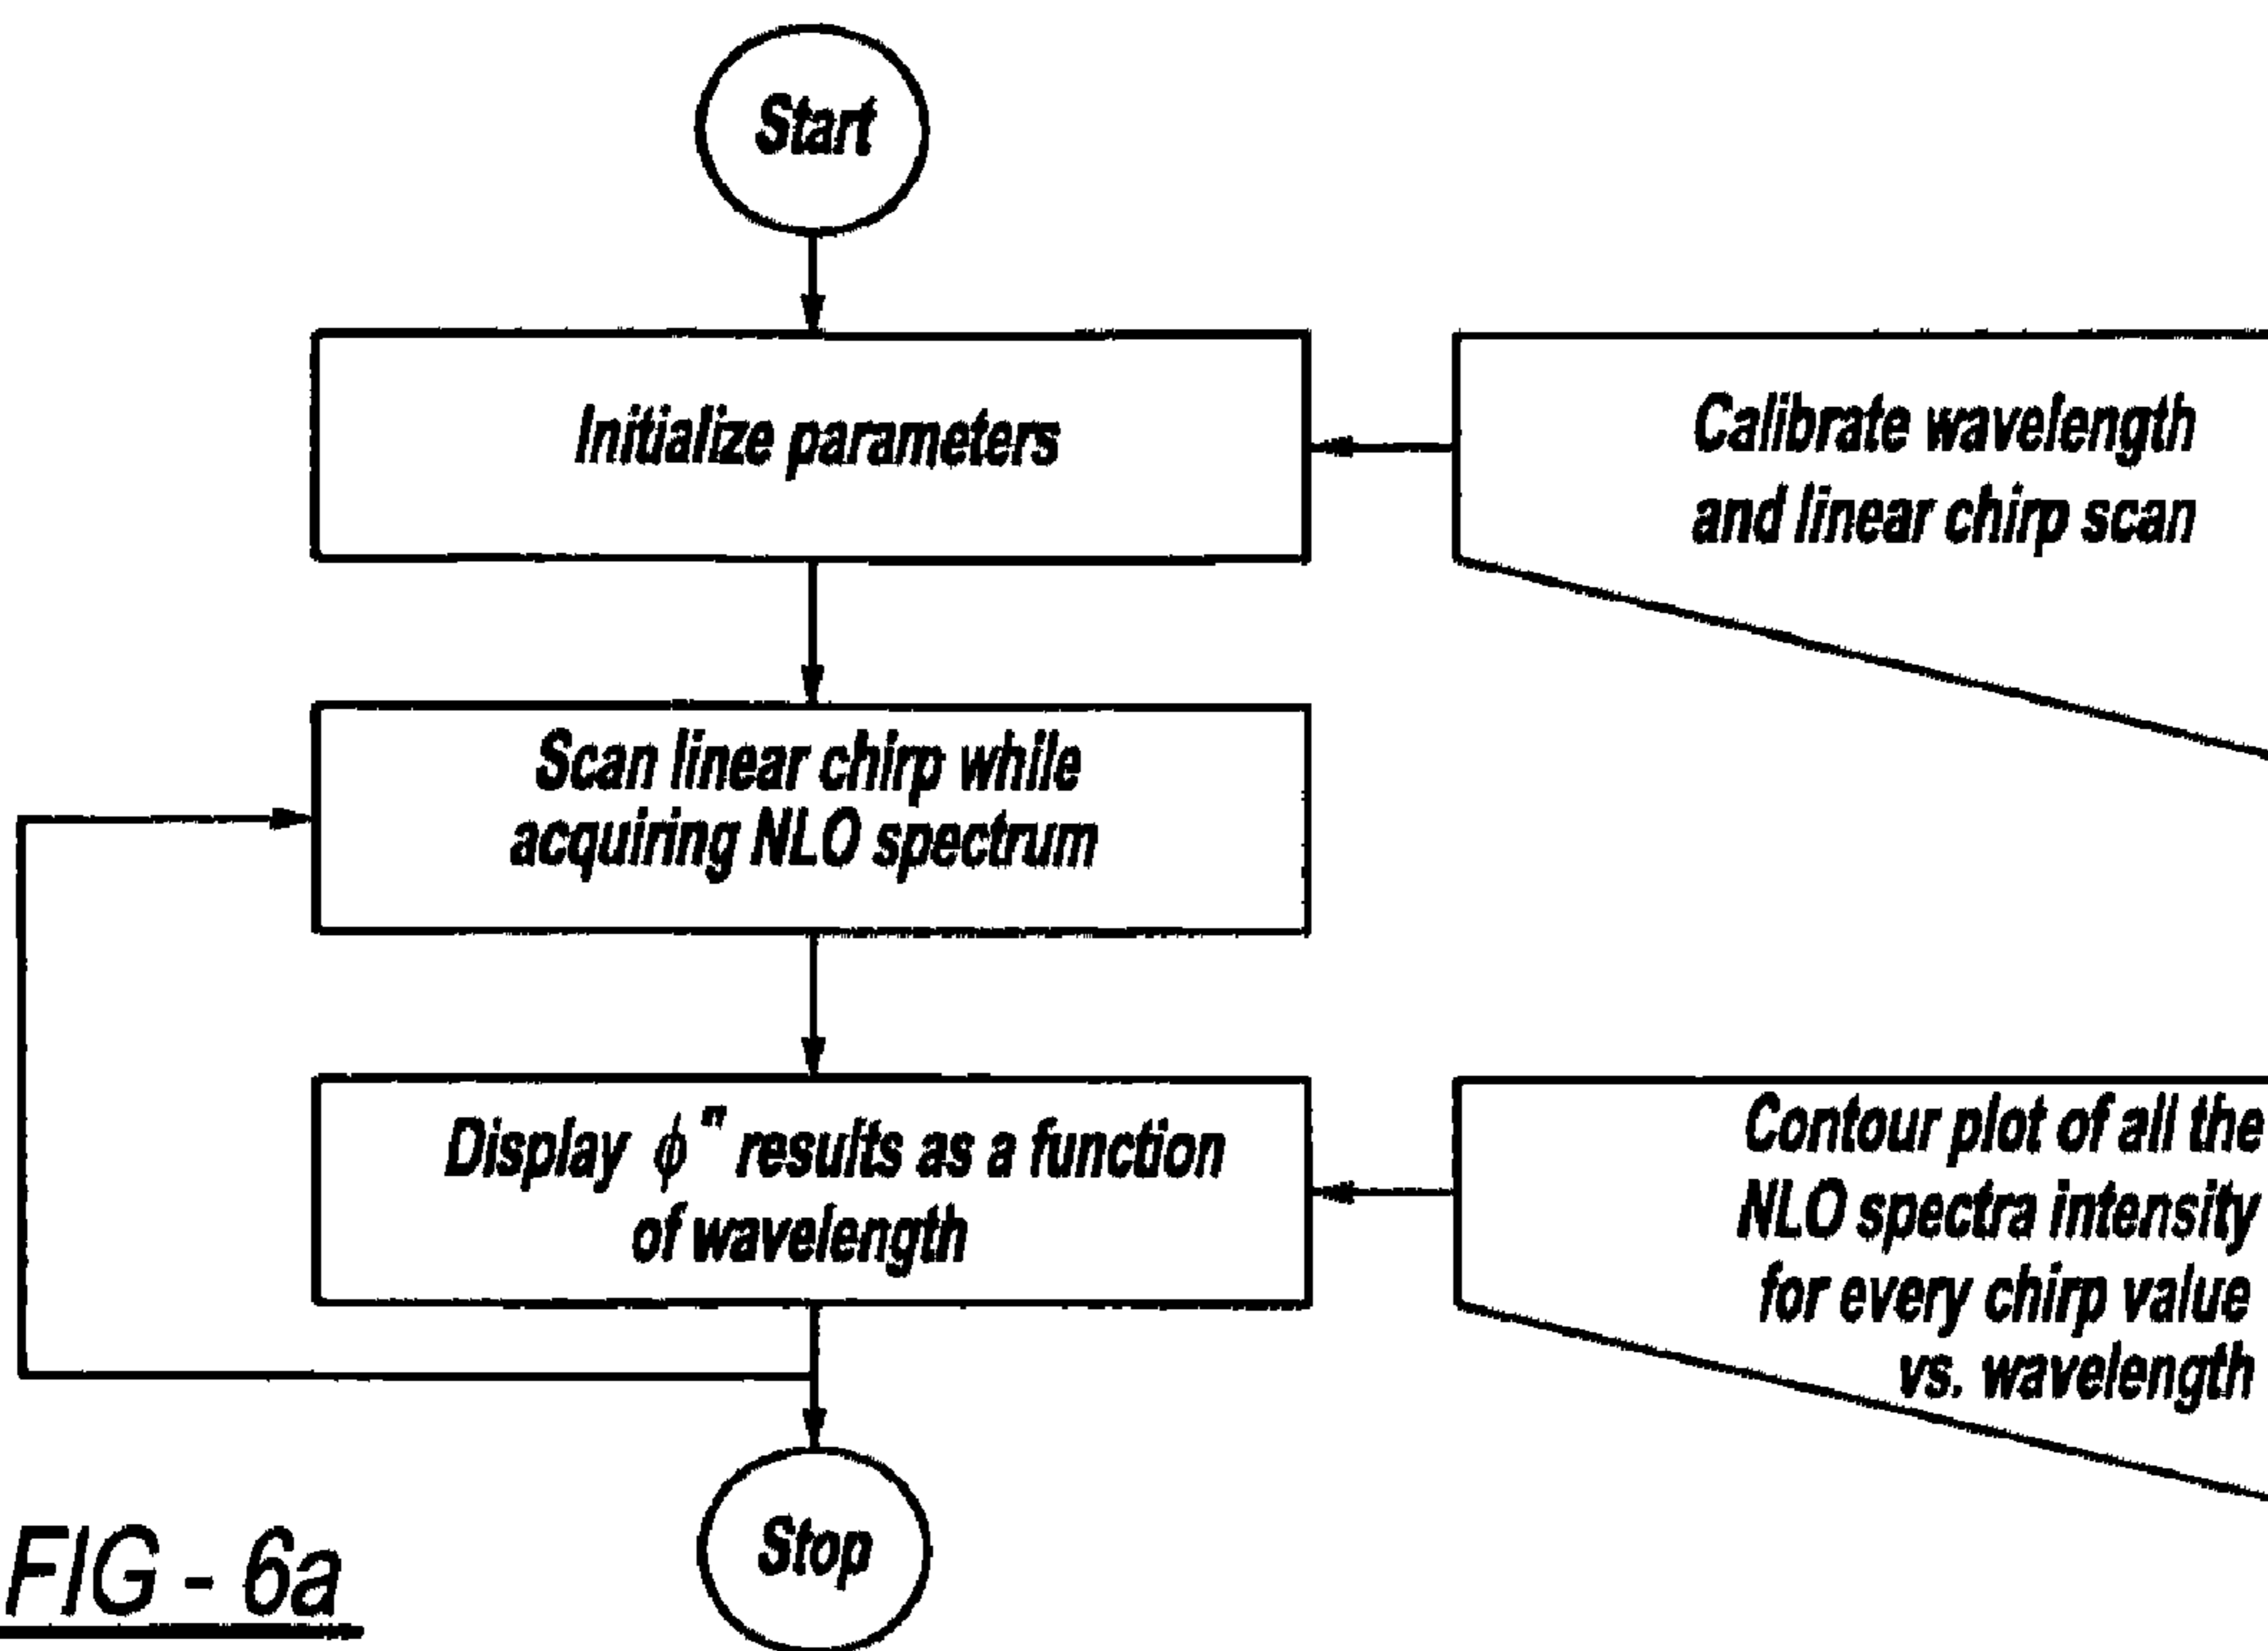 Start
Initialize parameters
Calibrate wavelength
and linear chirp scan
Scan linear chirp while
acquiring NLO spectrum
Display ϕ" results as a function
of wavelength
Contour plot of all the
NLO spectra intensity
for every chirp value
vs. wavelength
Stop
FIG - 6a